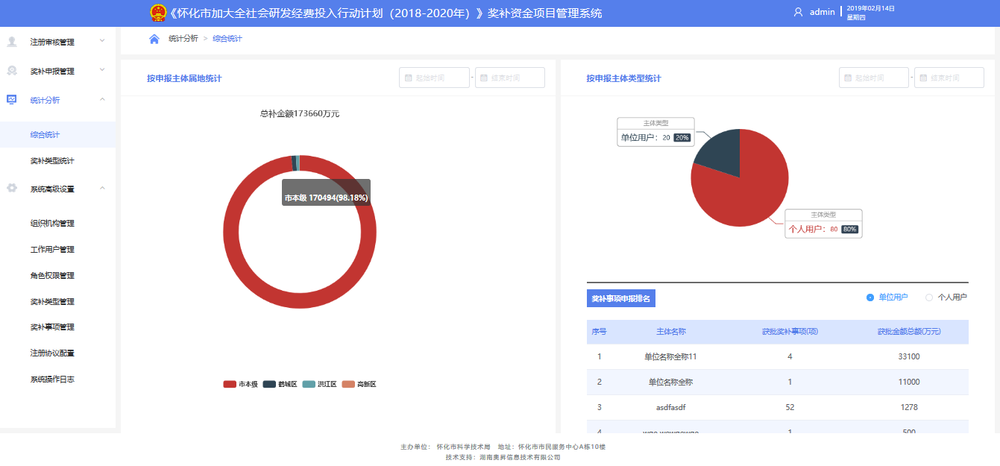 《怀化市加大全社会研发经费投入行动计划（2018-2020年）》奖补资金项目管理系统
admin
2019年02月14日
星期四
注册审核管理
奖补申报管理
统计分析
综合统计
奖补类型统计
系统高级设置
组织机构管理
工作用户管理
角色权限管理
奖补类型管理
奖补事项管理
注册协议配置
系统操作日志
统计分析 > 综合统计
按申报主体属地统计
起始时间 - 结束时间
总补金额173660万元
市本级 170494(98.18%)
市本级 鹤城区 洪江区 高新区
按申报主体类型统计
起始时间 - 结束时间
主体类型
单位用户：20 20%
主体类型
个人用户：80 80%
奖补事项申报排名
单位用户 个人用户
序号 主体名称 获批奖补事项(项) 获批金额总额(万元)
1 单位名称全称11 4 33100
2 单位名称全称 1 11000
3 asdfasdf 52 1278
4 1 500
主办单位： 怀化市科学技术局 地址：怀化市市民服务中心A栋10楼
技术支持：湖南奥昇信息技术有限公司